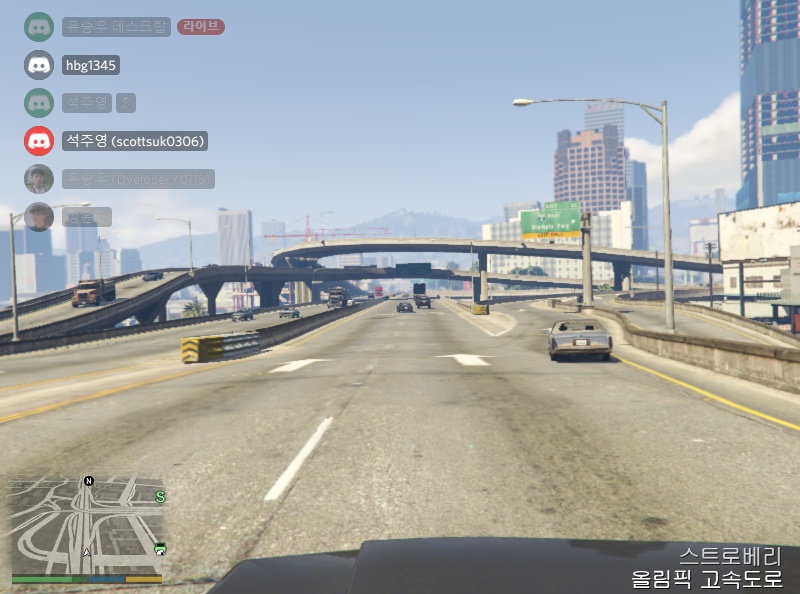 유승우 데스크탑 라이브
hbg1345
석주영
석주영 (scottsuk0306)
Olympic Fwy
N
S
스트로베리
올림픽 고속도로